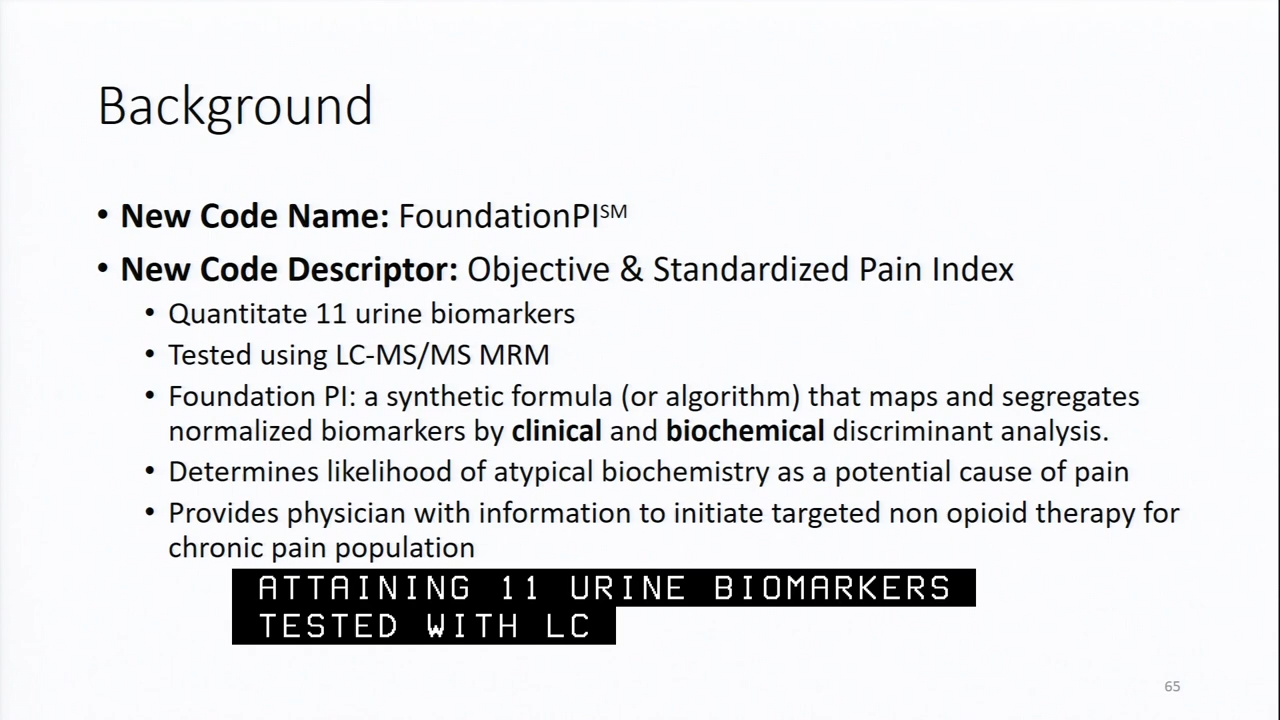 Background
• New Code Name: FoundationPI℠
• New Code Descriptor: Objective & Standardized Pain Index
• Quantitate 11 urine biomarkers
• Tested using LC-MS/MS MRM
• Foundation PI: a synthetic formula (or algorithm) that maps and segregates
normalized biomarkers by clinical and biochemical discriminant analysis.
• Determines likelihood of atypical biochemistry as a potential cause of pain
• Provides physician with information to initiate targeted non opioid therapy for
chronic pain population
ATTAINING 11 URINE BIOMARKERS
TESTED WITH LC
65